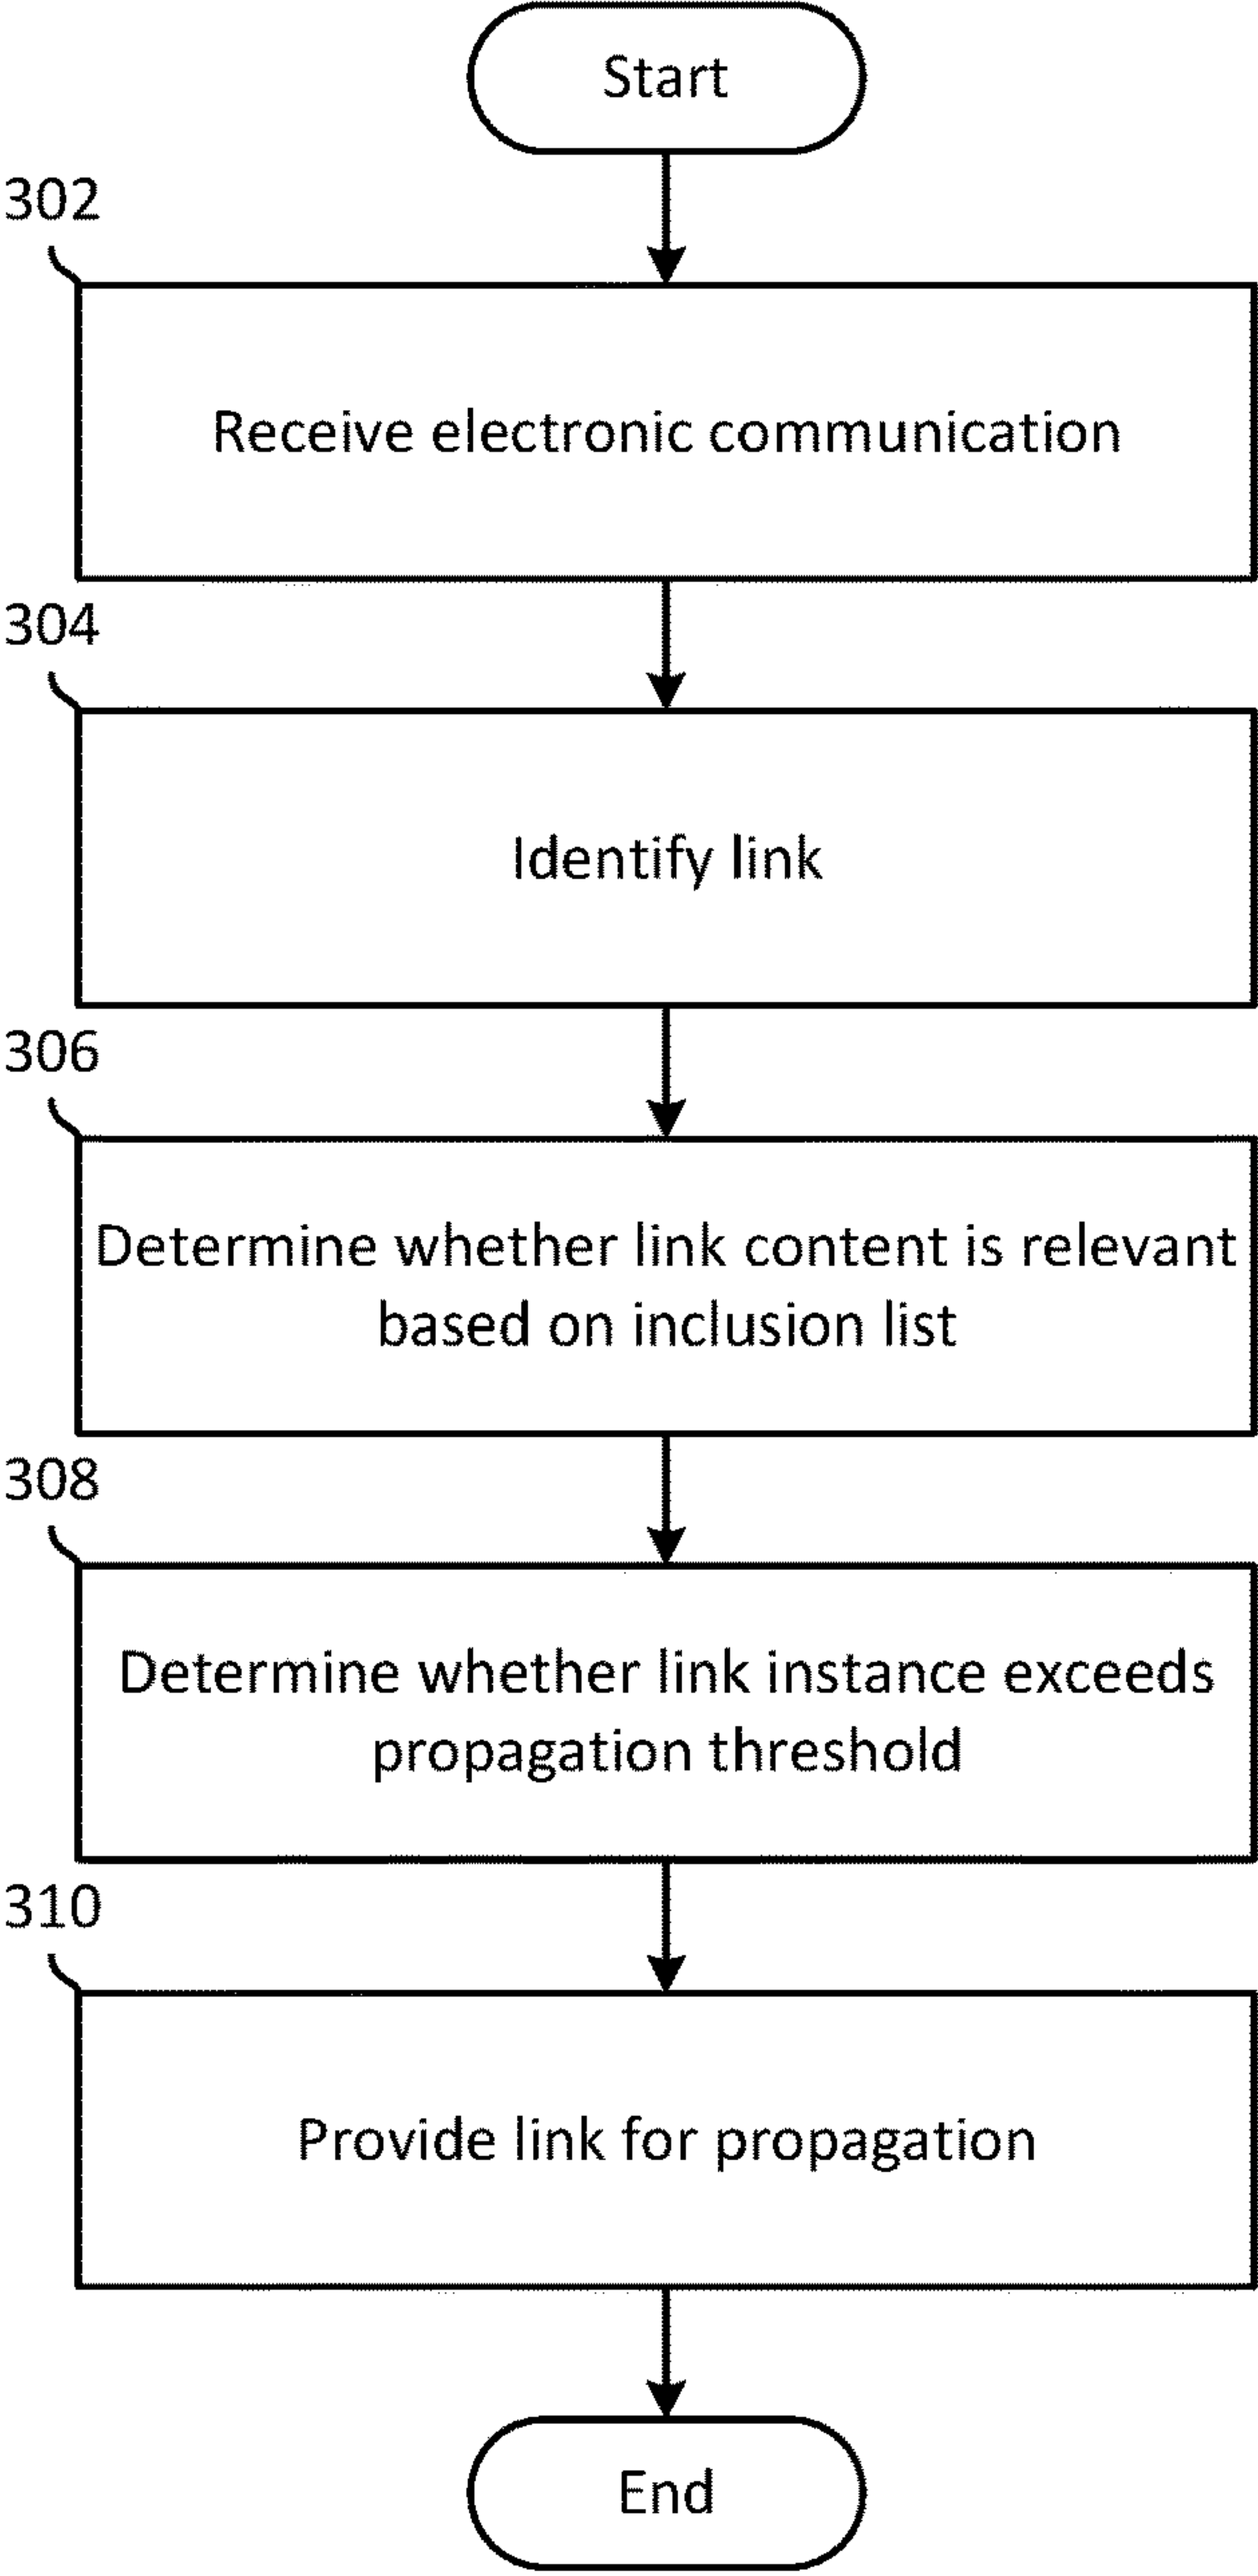 Start
302
Receive electronic communication
304
Identify link
306
Determine whether link content is relevant
based on inclusion list
308
Determine whether link instance exceeds
propagation threshold
310
Provide link for propagation
End